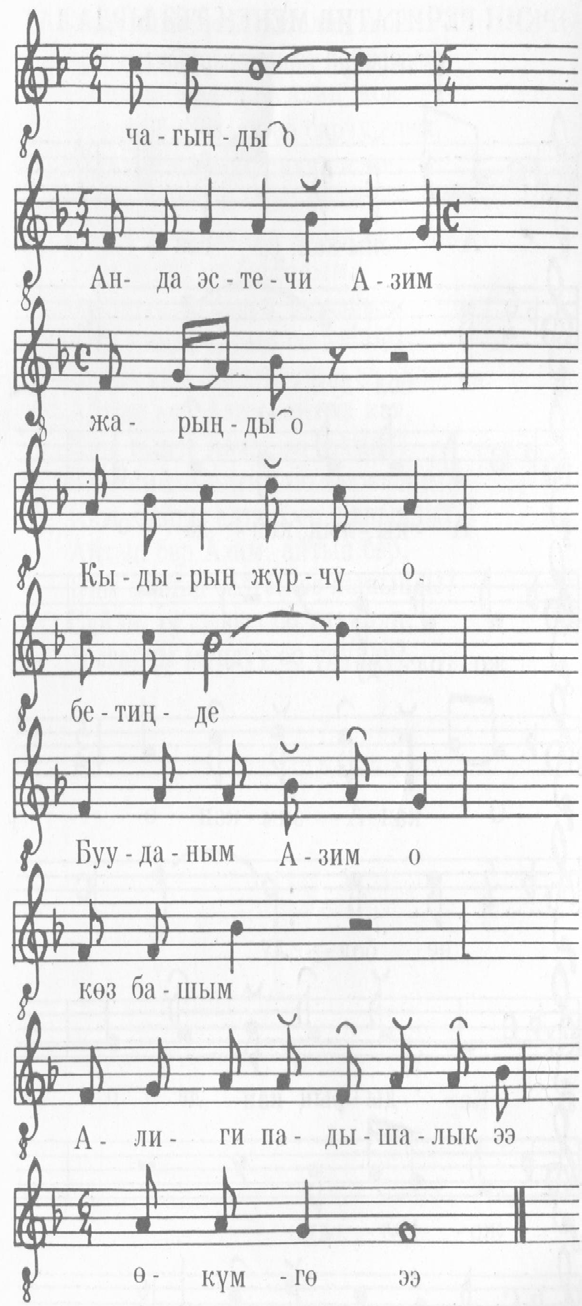 ча - гың - ды о
Ан- да эс - те - чи А - зим
жа - рың - ды о
Кы - ды - рың жүр - чү о
бе - тиң - де
Буу - да - ным А - зим о
көз ба - шым
А - ли - ги па - ды - ша - лык ээ
ө - күм - гө ээ